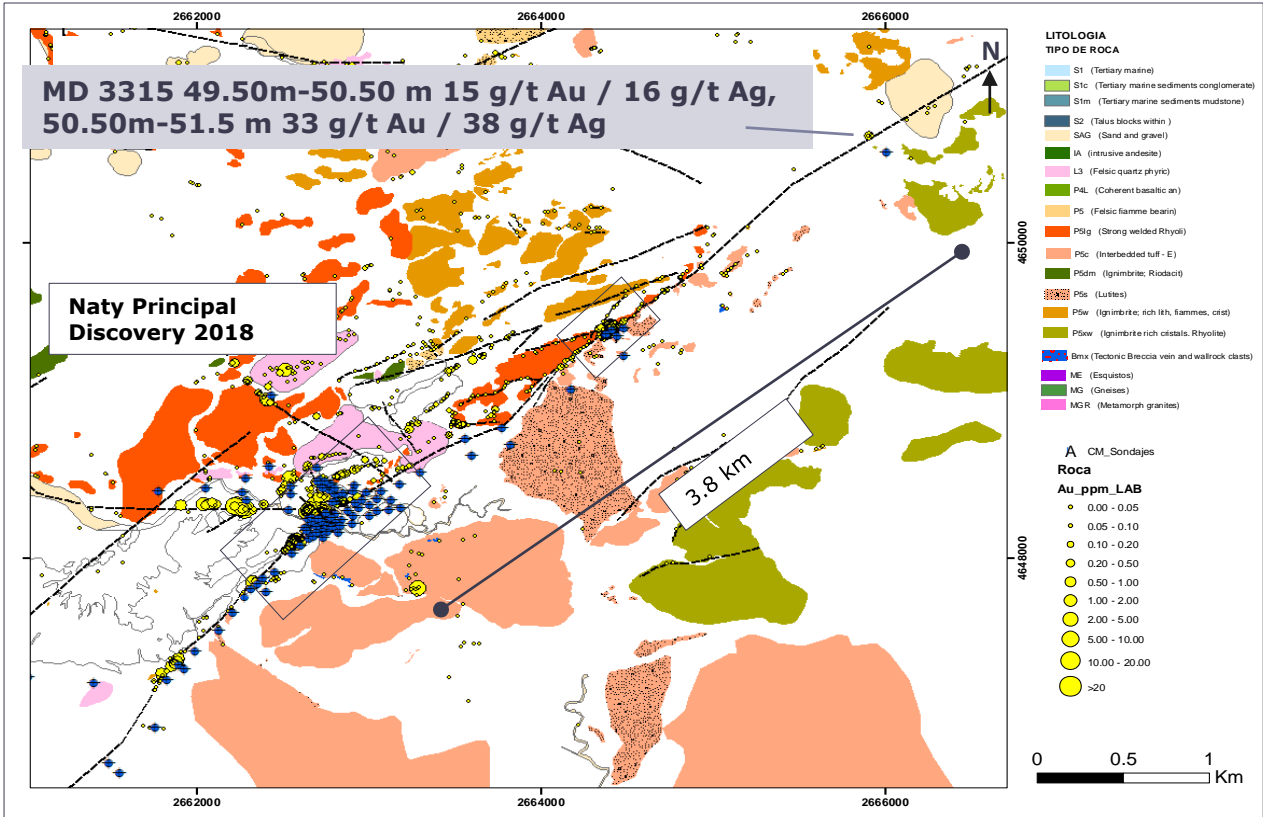 2662000
2664000
2666000
MD 3315 49.50m-50.50 m 15 g/t Au / 16 g/t Ag,
50.50m-51.5 m 33 g/t Au / 38 g/t Ag
N
Naty Principal
Discovery 2018
3.8 km
4650000
4648000
2662000
2664000
2666000
LITOLOGIA
TIPO DE ROCA
S1 (Tertiary marine)
S1c (Tertiary marine sediments conglomerate)
S1m (Tertiary marine sediments mudstone)
S2 (Talus blocks within )
SAG (Sand and gravel)
IA (intrusive andesite)
L3 (Felsic quartz phyric)
P4L (Coherent basaltic an)
P5 (Felsic fiamme bearin)
P5Ig (Strong welded Rhyoli)
P5c (Interbedded tuff - E)
P5dm (Ignimbrite; Riodacit)
P5s (Lutites)
P5w (Ignimbrite; rich lith, fiammes, crist)
P5xw (Ignimbrite rich cristals. Rhyolite)
Bmx (Tectonic Breccia vein and wallrock clasts)
ME (Esquistos)
MG (Gneises)
MGR (Metamorph granites)
A CM_Sondajes
Roca
Au_ppm_LAB
0.00 - 0.05
0.05 - 0.10
0.10 - 0.20
0.20 - 0.50
0.50 - 1.00
1.00 - 2.00
2.00 - 5.00
5.00 - 10.00
10.00 - 20.00
>20
0 0.5 1
Km